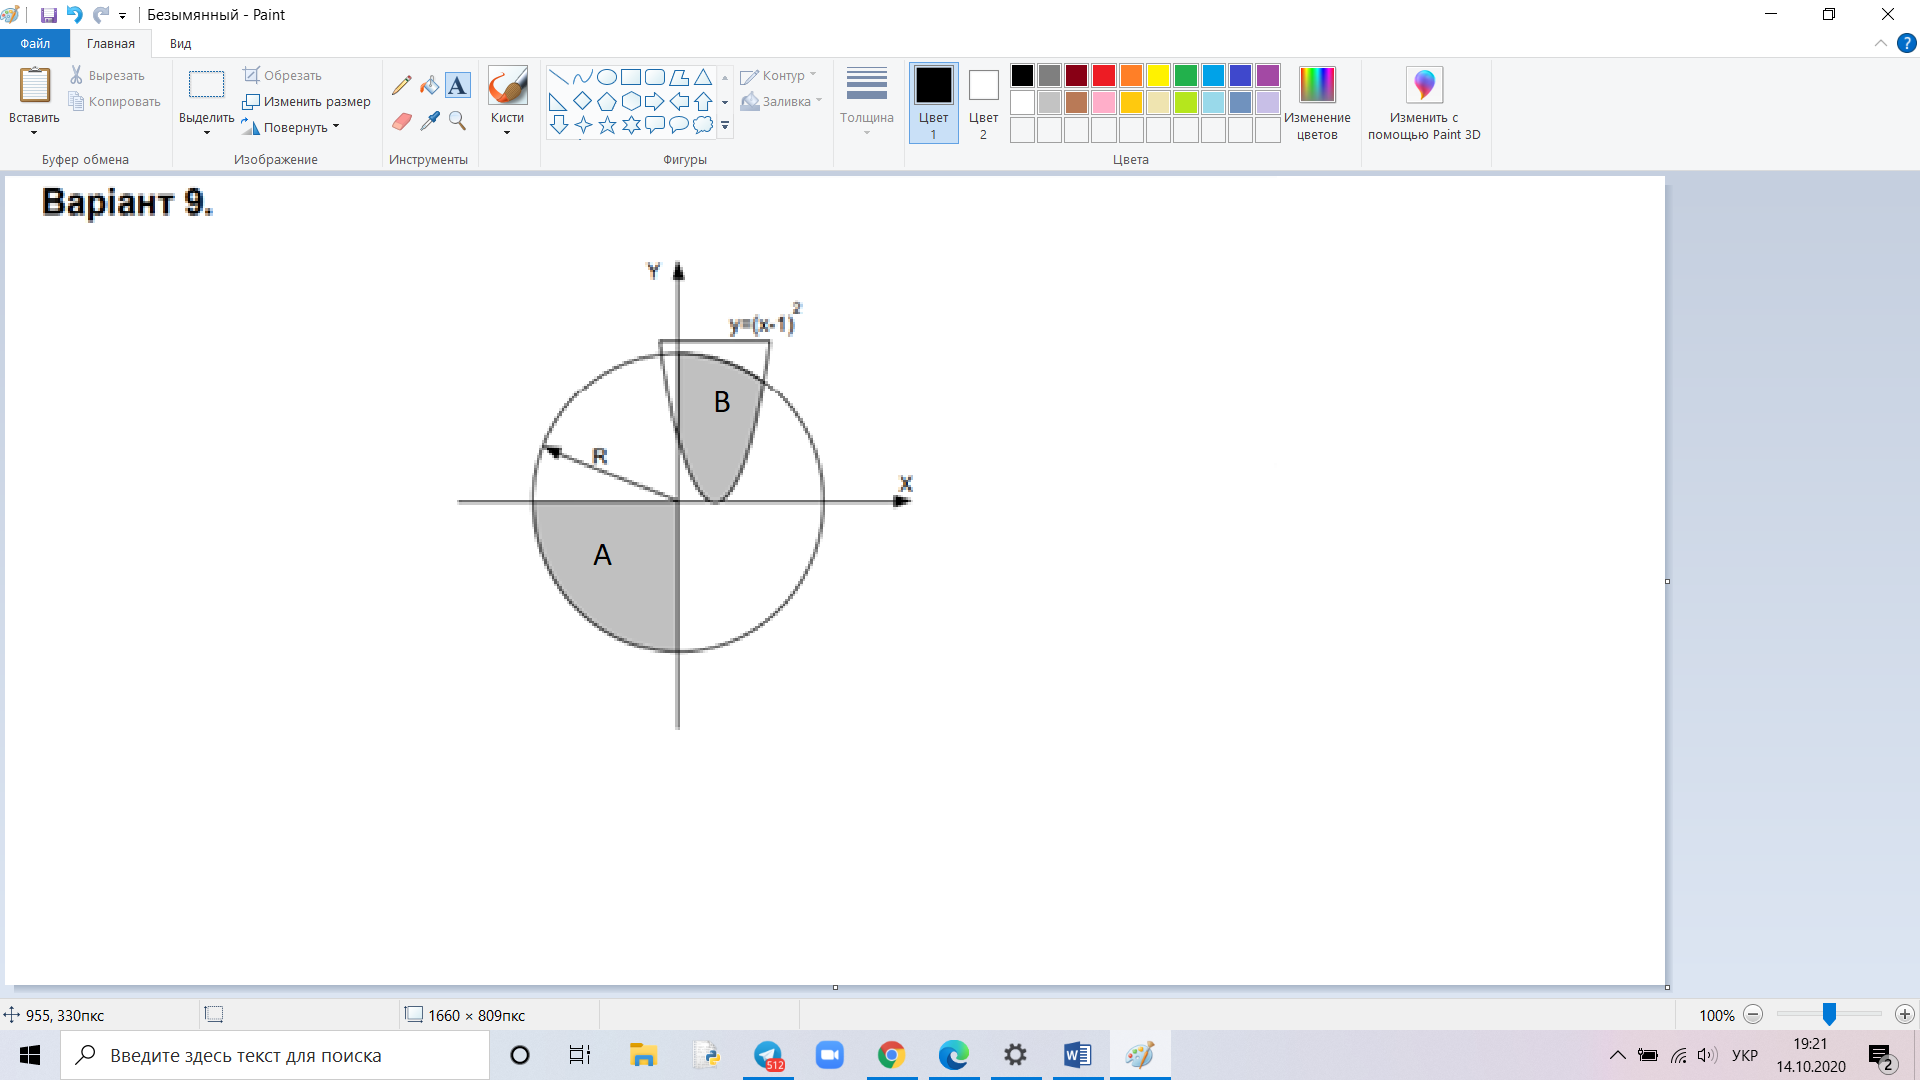 Безымянный - Paint
Файл Главная Вид
Вставить
Вырезать
Копировать
Буфер обмена
Выделить
Обрезать
Изменить размер
Повернуть
Изображение
A
Инструменты
Кисти
Фигуры
Контур
Заливка
Толщина
Цвет
1
Цвет
2
Изменение
цветов
Цвета
Изменить с
помощью Paint 3D
?
Варіант 9.
Y
y=(x-1)2
B
R
X
A
955, 330пкс
1660 × 809пкс
100%
Введите здесь текст для поиска
512
W
УКР
19:21
14.10.2020
2